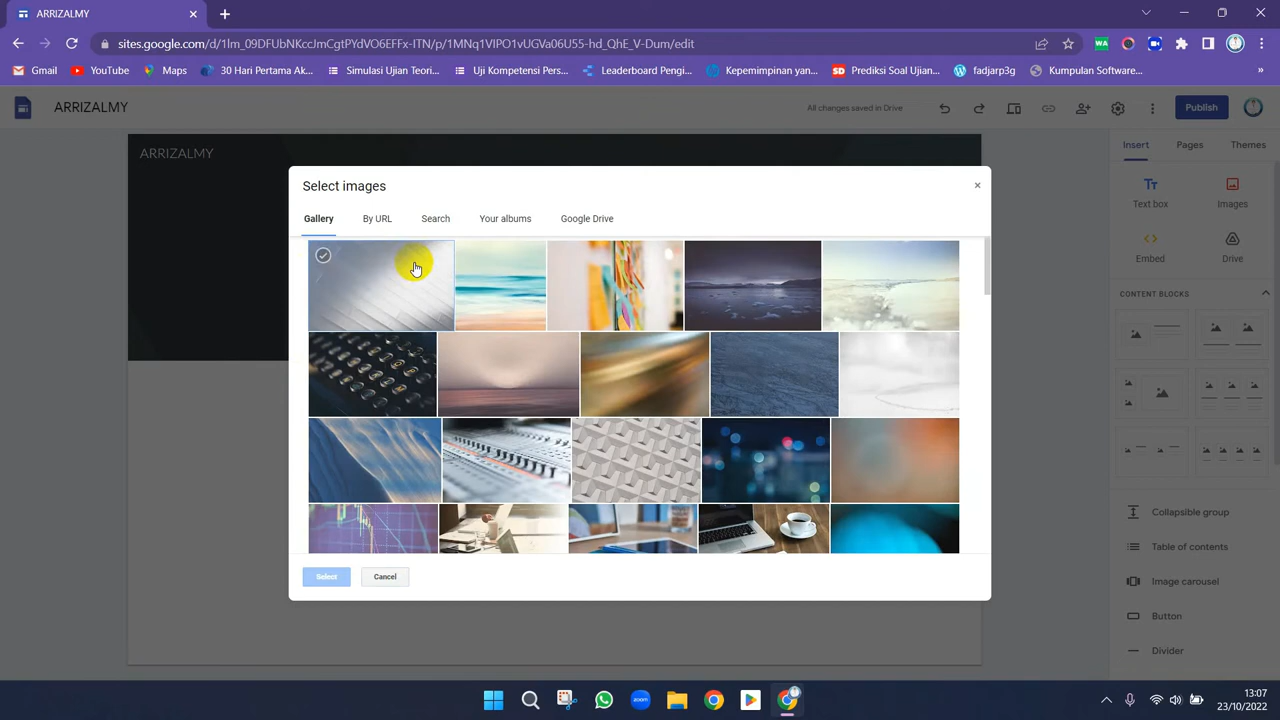 ARRIZALMY
sites.google.com/d/1lm_09DFUbNKccJmCgtPYdVO6EFFx-ITN/p/1MNq1VIPO1vUGVa06U55-hd_QhE_V-Dum/edit
Gmail YouTube Maps 30 Hari Pertama Ak... Simulasi Ujian Teori... Uji Kompetensi Pers... Leaderboard Pengi... Kepemimpinan yan... Prediksi Soal Ujian... fadjarp3g Kumpulan Software... »
ARRIZALMY All changes saved in Drive Publish
ARRIZALMY
Insert Pages Themes
Select images
Gallery By URL Search Your albums Google Drive
Text box Images
Embed Drive
CONTENT BLOCKS
Collapsible group
Table of contents
Image carousel
Button
Divider
Select Cancel
zoom
13:07
23/10/2022